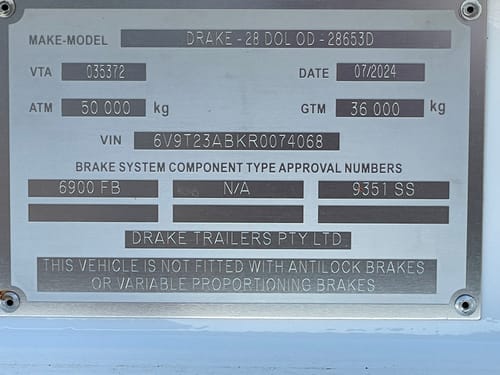 MAKE-MODEL DRAKE - 28 DOL OD - 28653D
VTA 035372 DATE 07/2024
ATM 50 000 kg GTM 36 000 kg
VIN 6V9T23ABKR0074068
BRAKE SYSTEM COMPONENT TYPE APPROVAL NUMBERS
6900 FB N/A 9351 SS
DRAKE TRAILERS PTY LTD
THIS VEHICLE IS NOT FITTED WITH ANTILOCK BRAKES
OR VARIABLE PROPORTIONING BRAKES